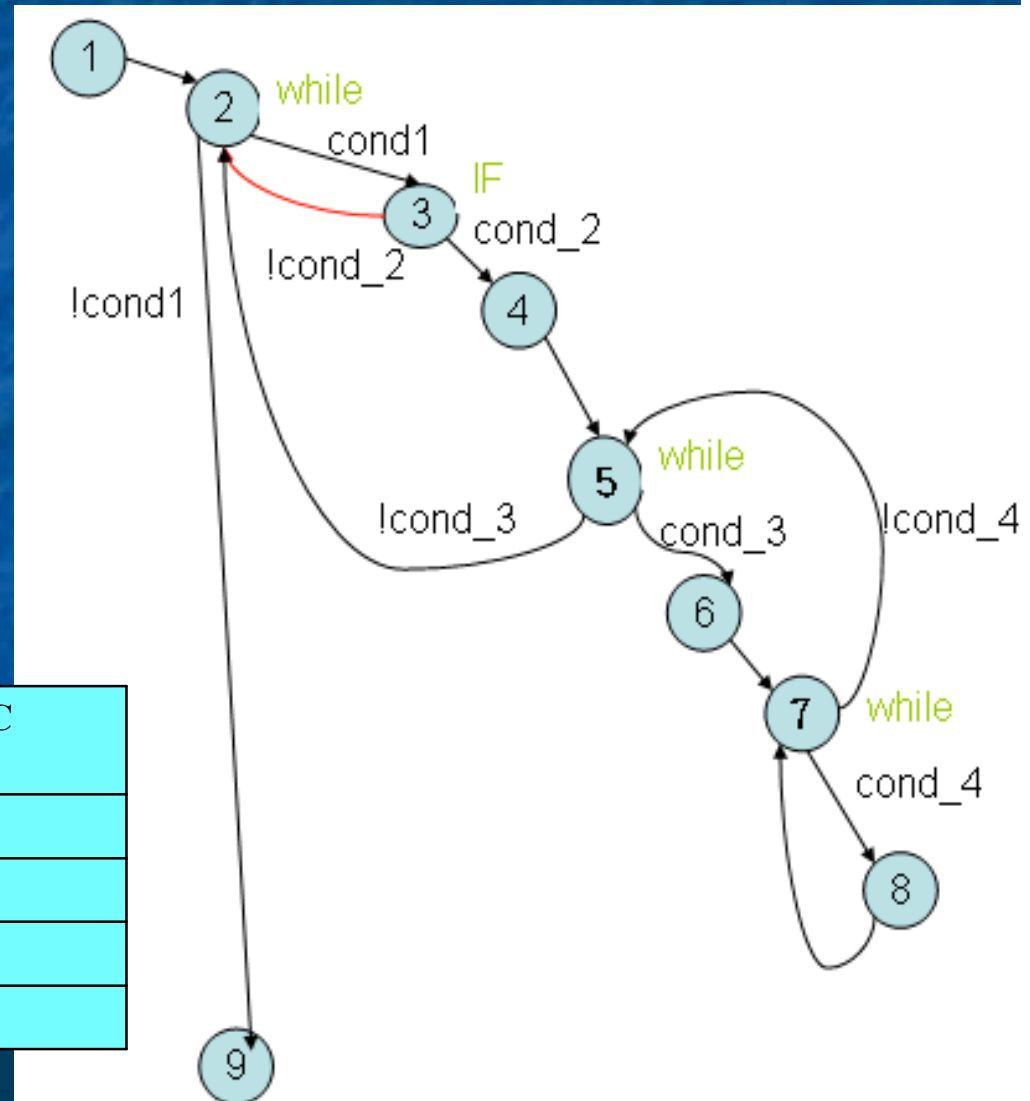 1
2
while
cond1
IF
3
cond_2
!cond_2
!cond1
4
while
5
!cond_3
cond_3
!cond_4
6
C
7
while
cond_4
8
9